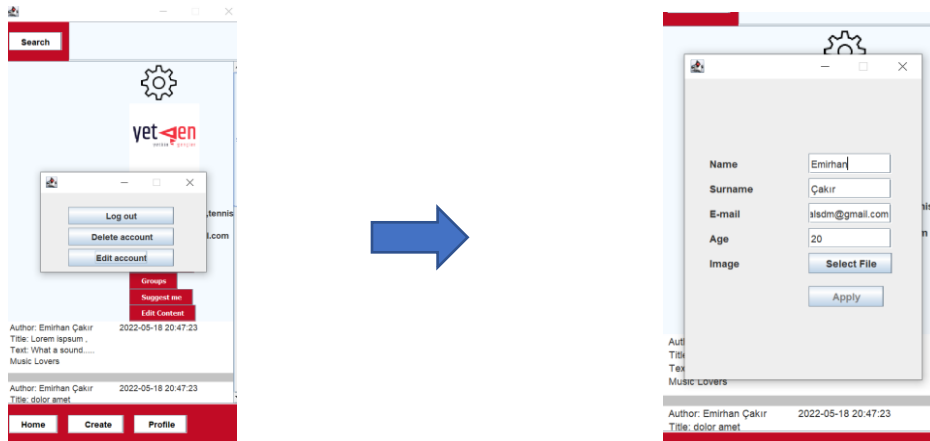 Search
yet gen
Log out
,tennis
Delete account
l.com
Edit account
Groups
Suggest me
Edit Content
Author: Emirhan Çakır 2022-05-18 20:47:23
Title: Lorem ispsum ,
Text: What a sound.....
Music Lovers
Author: Emirhan Çakır 2022-05-18 20:47:23
Title: dolor amet
Home Create Profile
Name Emirhan
Surname Çakır
E-mail alsdm@gmail.com
Age 20
Image Select File
Apply
Music Lovers
Author: Emirhan Çakır 2022-05-18 20:47:23
Title: dolor amet